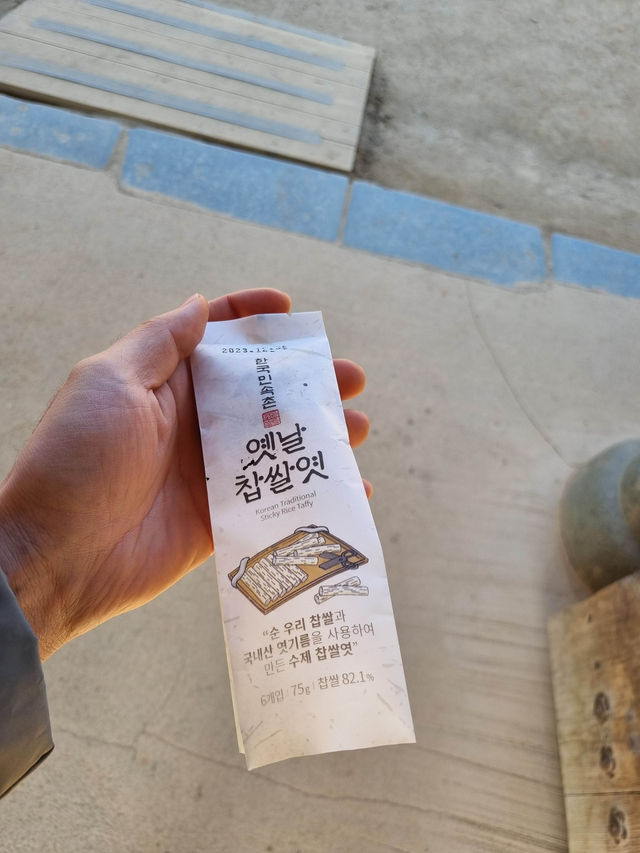 한국민속촌
옛날
찹쌀엿
Korean Traditional
Sticky Rice Taffy
“순 우리 찹쌀과
국내산 엿기름을 사용하여
만든 수제 찹쌀엿”
6개입 | 75g | 찹쌀 82.1%